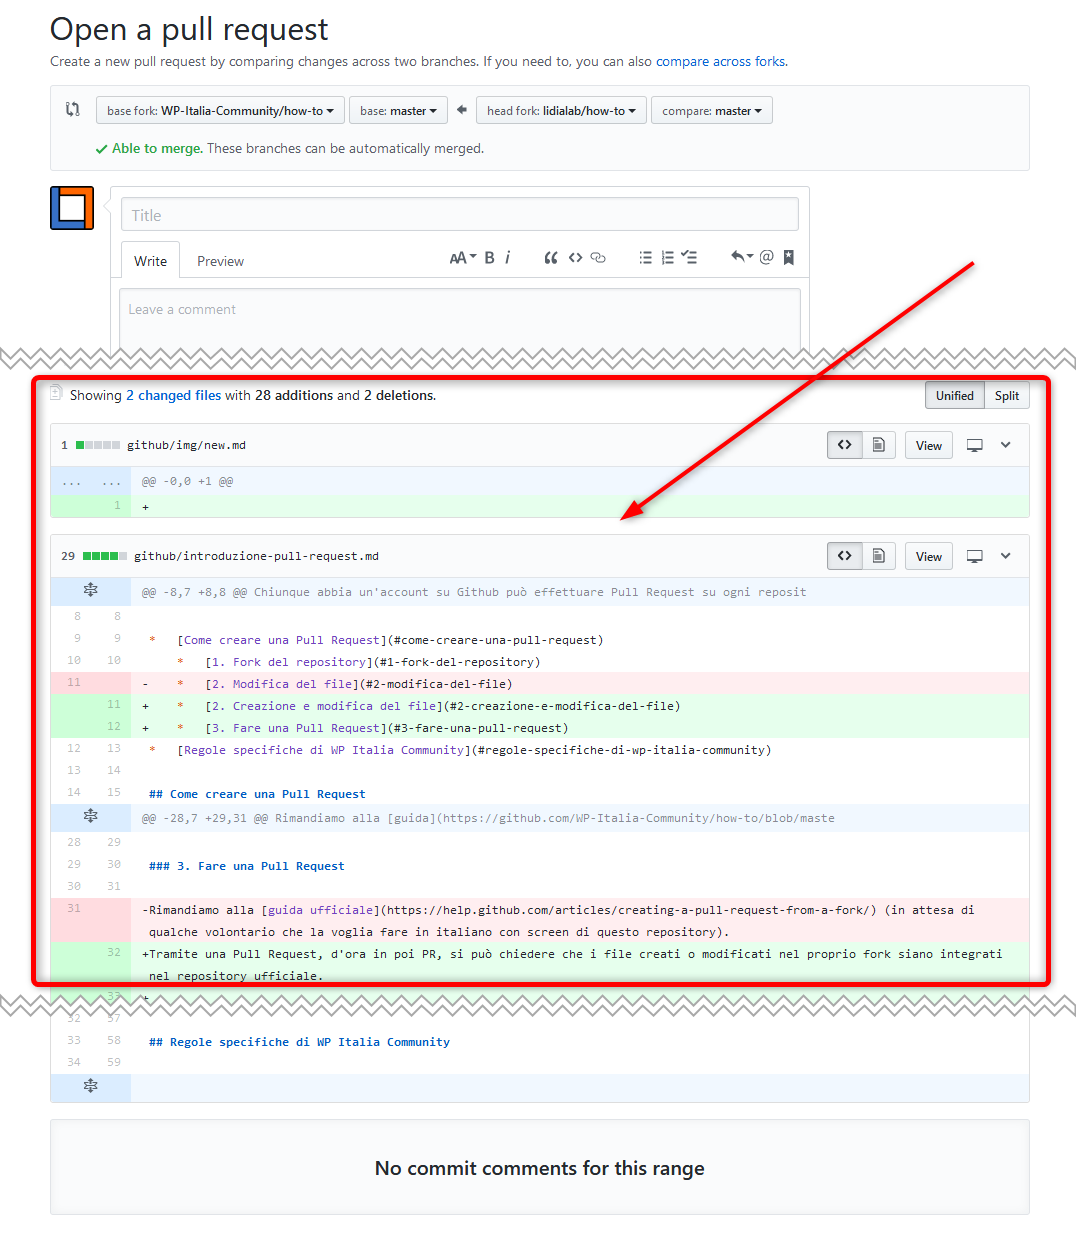 Open a pull request
Create a new pull request by comparing changes across two branches. If you need to, you can also compare across forks.
base fork: WP-Italia-Community/how-to base: master head fork: lidialab/how-to compare: master
Able to merge. These branches can be automatically merged.
Title
Write Preview AA B i
Leave a comment
Showing 2 changed files with 28 additions and 2 deletions. Unified Split
1 github/img/new.md View
... ... @@ -0,0 +1 @@
1 +
29 github/introduzione-pull-request.md View
@@ -8,7 +8,8 @@ Chiunque abbia un'account su Github può effettuare Pull Request su ogni reposit
8 8
9 9 * [Come creare una Pull Request](#come-creare-una-pull-request)
10 10 * [1. Fork del repository](#1-fork-del-repository)
11 - * [2. Modifica del file](#2-modifica-del-file)
11 + * [2. Creazione e modifica del file](#2-creazione-e-modifica-del-file)
12 + * [3. Fare una Pull Request](#3-fare-una-pull-request)
12 13 * [Regole specifiche di WP Italia Community](#regole-specifiche-di-wp-italia-community)
13 14
14 15 ## Come creare una Pull Request
@@ -28,7 +29,31 @@ Rimandiamo alla [guida](https://github.com/WP-Italia-Community/how-to/blob/maste
28 29
29 30 ### 3. Fare una Pull Request
30 31
31 -Rimandiamo alla [guida ufficiale](https://help.github.com/articles/creating-a-pull-request-from-a-fork/) (in attesa di
qualche volontario che la voglia fare in italiano con screen di questo repository).
32 +Tramite una Pull Request, d'ora in poi PR, si può chiedere che i file creati o modificati nel proprio fork siano integrati
nel repository ufficiale.
33 +
32 57
33 58 ## Regole specifiche di WP Italia Community
34 59
No commit comments for this range